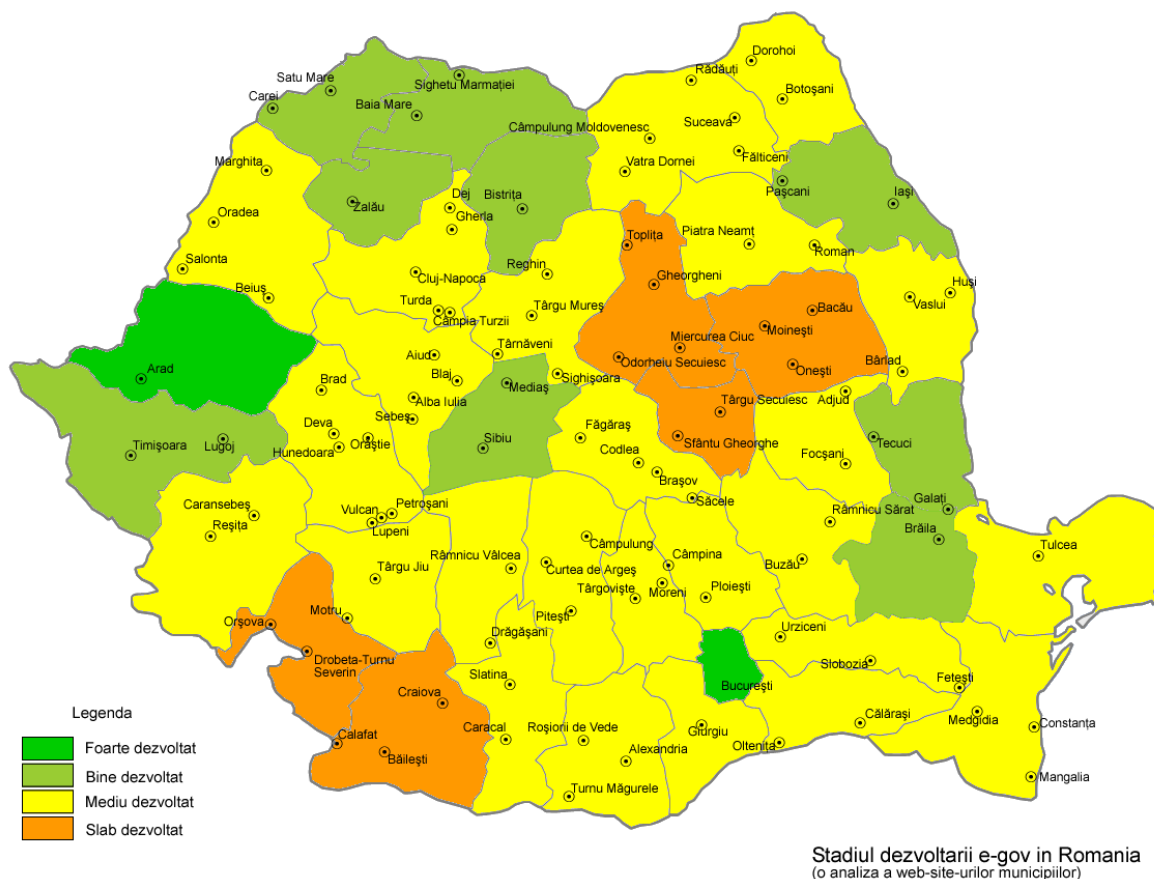 Dorohoi
Rădăuți
Satu Mare
Sighetu Marmației
Carei
Botoșani
Baia Mare
Suceava
Câmpulung Moldovenesc
Fălticeni
Marghita
Vatra Dornei
Pașcani
Iași
Dej
Bistrița
Zalău
Gherla
Oradea
Piatra Neamț
Toplița
Roman
Salonta
Reghin
Cluj-Napoca
Gheorgheni
Huși
Beiuș
Vaslui
Turda
Târgu Mureș
Bacău
Câmpia Turzii
Moinești
Miercurea Ciuc
Aiud
Târnăveni
Odorheiu Secuiesc
Onești
Bârlad
Arad
Blaj
Mediaș
Sighișoara
Brad
Alba Iulia
Târgu Secuiesc
Adjud
Sebeș
Deva
Făgăraș
Orăștie
Timișoara
Lugoj
Hunedoara
Sibiu
Sfântu Gheorghe
Tecuci
Codlea
Focșani
Brașov
Caransebeș
Petroșani
Săcele
Galați
Vulcan
Râmnicu Sărat
Reșița
Lupeni
Brăila
Câmpulung
Râmnicu Vâlcea
Tulcea
Târgu Jiu
Curtea de Argeș
Câmpina
Buzău
Târgoviște
Moreni
Ploiești
Motru
Pitești
Orșova
Drăgășani
Urziceni
Drobeta-Turnu
Severin
Slobozia
Slatina
București
Fetești
Craiova
Călărași
Medgidia
Caracal
Roșiorii de Vede
Giurgiu
Constanța
Calafat
Oltenița
Băilești
Alexandria
Mangalia
Turnu Măgurele
Legenda
Foarte dezvoltat
Bine dezvoltat
Mediu dezvoltat
Slab dezvoltat
Stadiul dezvoltarii e-gov in Romania
(o analiza a web-site-urilor municipiilor)